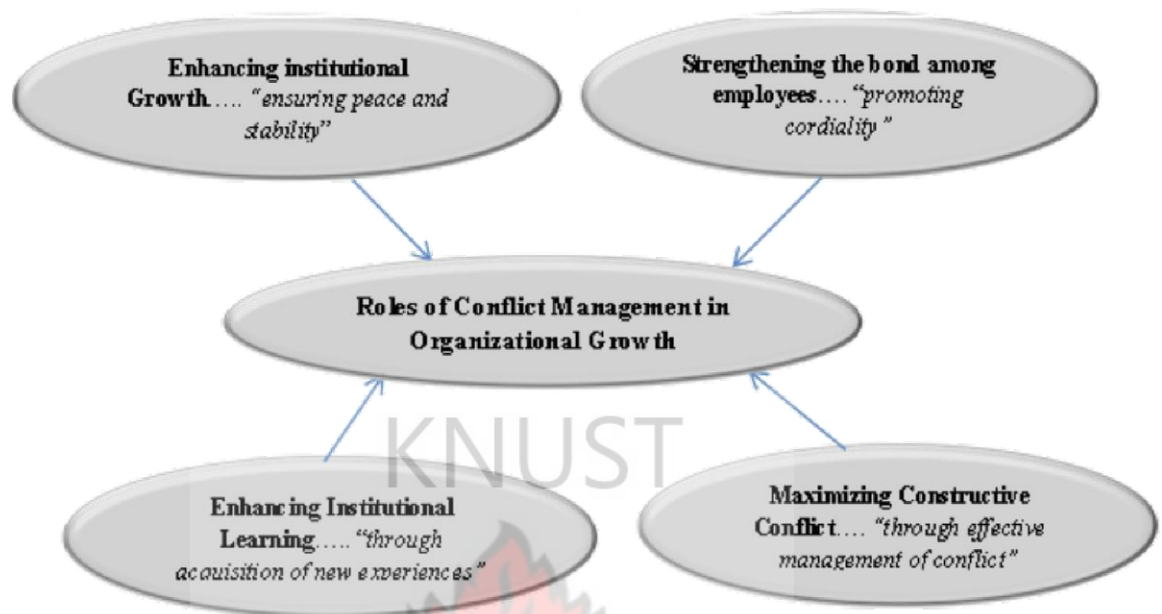 Enhancing institutional
Growth..... “ensuring peace and
stability”
Strengthening the bond among
employees.... “promoting
cordiality”
Roles of Conflict Management in
Organizational Growth
KNUST
Enhancing Institutional
Learning..... “through
acquisition of new experiences”
Maximizing Constructive
Conflict.... “through effective
management of conflict”